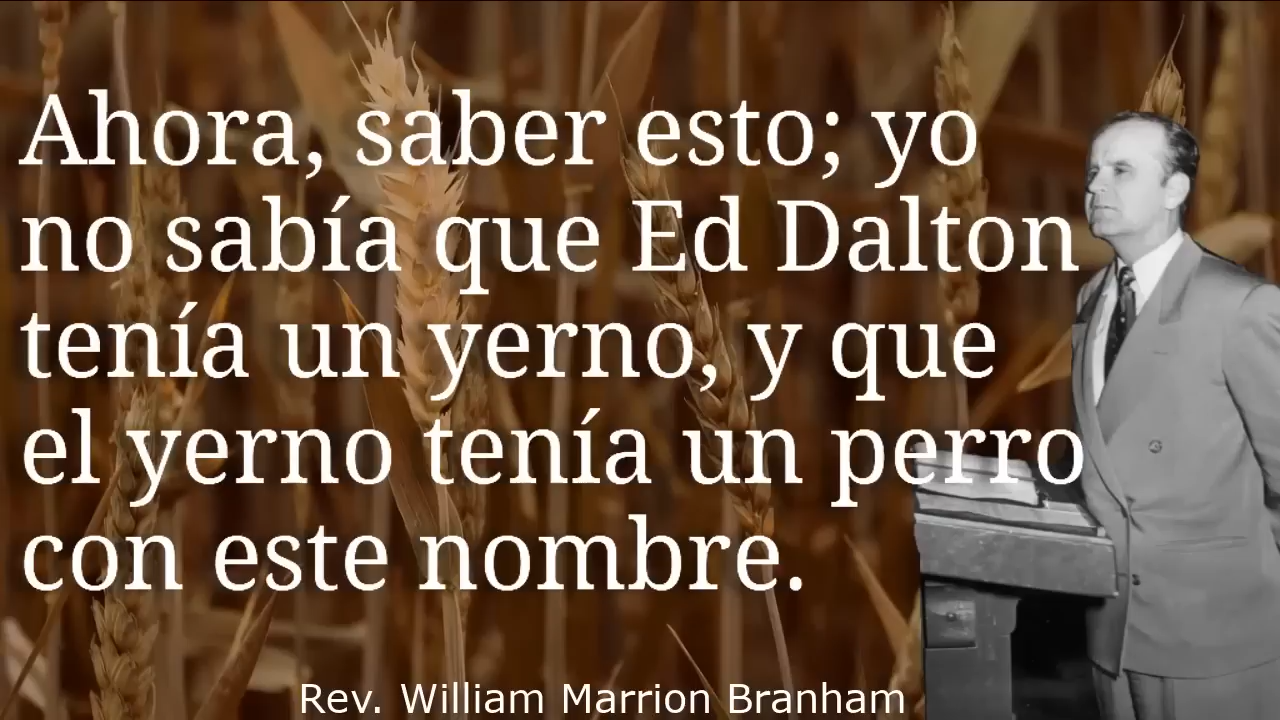 Ahora, saber esto; yo
no sabía que Ed Dalton
tenía un yerno, y que
el yerno tenía un perro
con este nombre.
Rev. William Marrion Branham